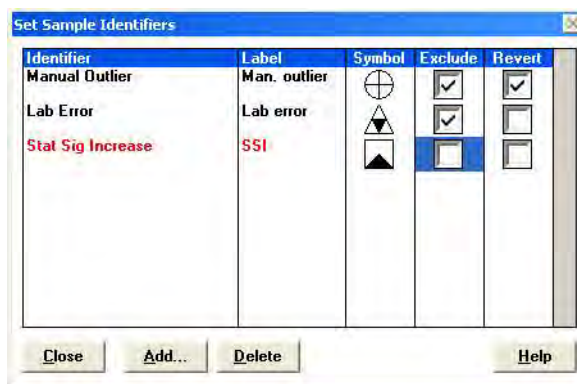 Set Sample Identifiers
Identifier Label Symbol Exclude Revert
Manual Outlier Man. outlier
Lab Error Lab error
Stat Sig Increase SSI
Close Add... Delete Help